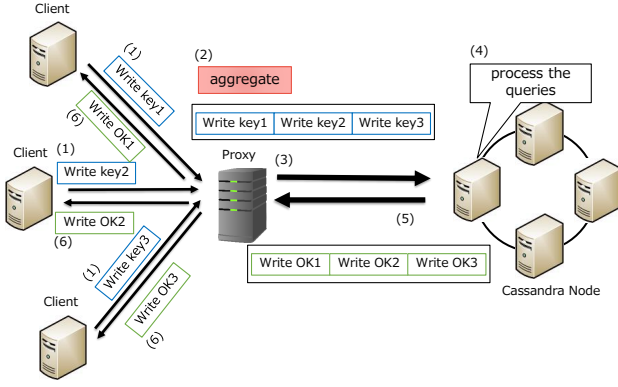 Client
(1)
Write key1
(6)
Write OK1
(2)
aggregate
Write key1 Write key2 Write key3
(4)
process the
queries
Client
(1)
Write key2
Write OK2
(6)
Proxy
(3)
(5)
Write OK1 Write OK2 Write OK3
Cassandra Node
Client
(1)
Write key3
Write OK3
(6)